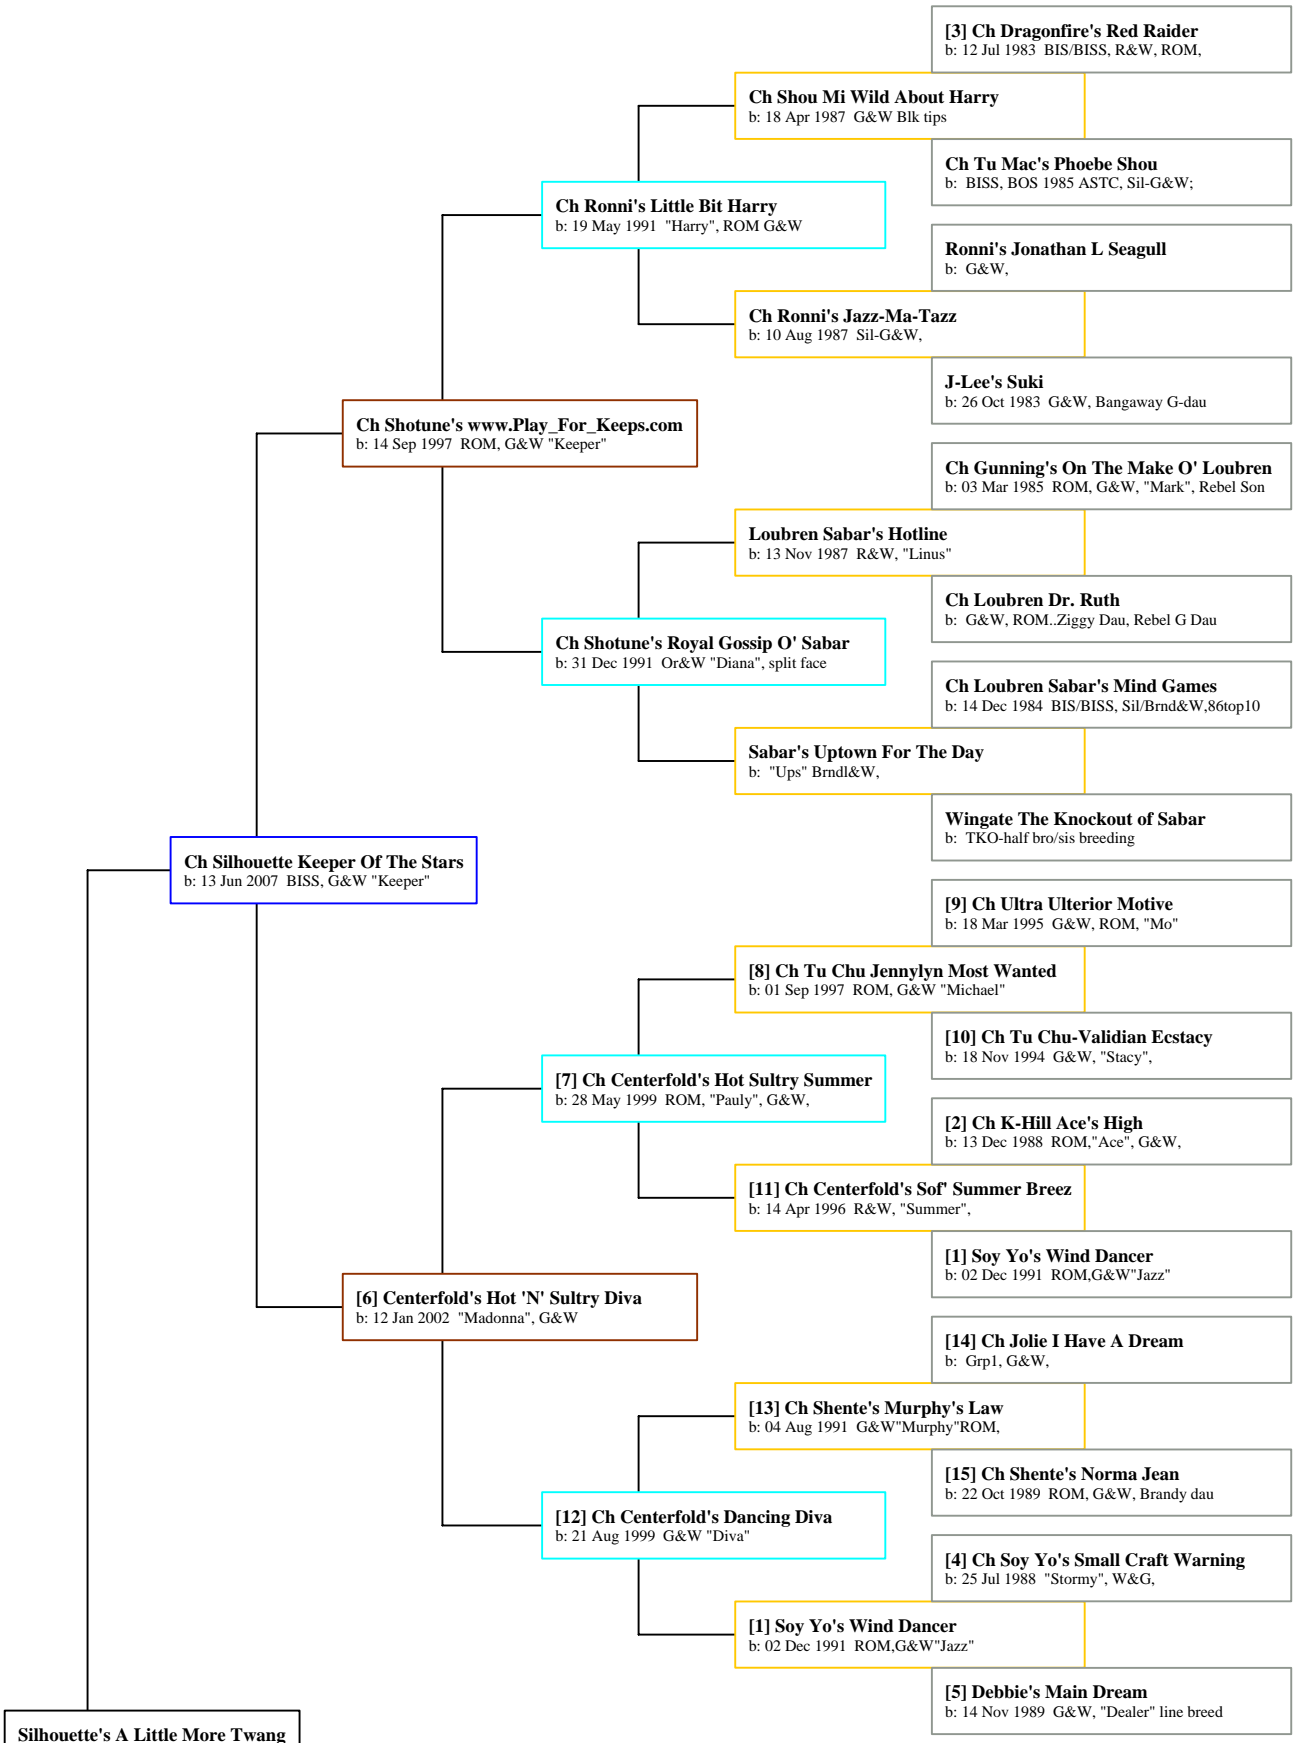 [3] Ch Dragonfire's Red Raider
b: 12 Jul 1983 BIS/BISS, R&W, ROM,
Ch Shou Mi Wild About Harry
b: 18 Apr 1987 G&W Blk tips
Ch Tu Mac's Phoebe Shou
b: BISS, BOS 1985 ASTC, Sil-G&W;
Ch Ronni's Little Bit Harry
b: 19 May 1991 "Harry", ROM G&W
Ronni's Jonathan L Seagull
b: G&W,
Ch Ronni's Jazz-Ma-Tazz
b: 10 Aug 1987 Sil-G&W,
J-Lee's Suki
b: 26 Oct 1983 G&W, Bangaway G-dau
Ch Shotune's www.Play_For_Keeps.com
b: 14 Sep 1997 ROM, G&W "Keeper"
Ch Gunning's On The Make O' Loubren
b: 03 Mar 1985 ROM, G&W, "Mark", Rebel Son
Loubren Sabar's Hotline
b: 13 Nov 1987 R&W, "Linus"
Ch Loubren Dr. Ruth
b: G&W, ROM..Ziggy Dau, Rebel G Dau
Ch Shotune's Royal Gossip O' Sabar
b: 31 Dec 1991 Or&W "Diana", split face
Ch Loubren Sabar's Mind Games
b: 14 Dec 1984 BIS/BISS, Sil/Brnd&W,86top10
Sabar's Uptown For The Day
b: "Ups" Brndl&W,
Wingate The Knockout of Sabar
b: TKO-half bro/sis breeding
Ch Silhouette Keeper Of The Stars
b: 13 Jun 2007 BISS, G&W "Keeper"
[9] Ch Ultra Ulterior Motive
b: 18 Mar 1995 G&W, ROM, "Mo"
[8] Ch Tu Chu Jennylyn Most Wanted
b: 01 Sep 1997 ROM, G&W "Michael"
[10] Ch Tu Chu-Validian Ecstacy
b: 18 Nov 1994 G&W, "Stacy",
[7] Ch Centerfold's Hot Sultry Summer
b: 28 May 1999 ROM, "Pauly", G&W,
[2] Ch K-Hill Ace's High
b: 13 Dec 1988 ROM,"Ace", G&W,
[11] Ch Centerfold's Sof' Summer Breez
b: 14 Apr 1996 R&W, "Summer",
[1] Soy Yo's Wind Dancer
b: 02 Dec 1991 ROM,G&W"Jazz"
[6] Centerfold's Hot 'N' Sultry Diva
b: 12 Jan 2002 "Madonna", G&W
[14] Ch Jolie I Have A Dream
b: Grp1, G&W,
[13] Ch Shente's Murphy's Law
b: 04 Aug 1991 G&W"Murphy"ROM,
[15] Ch Shente's Norma Jean
b: 22 Oct 1989 ROM, G&W, Brandy dau
[12] Ch Centerfold's Dancing Diva
b: 21 Aug 1999 G&W "Diva"
[4] Ch Soy Yo's Small Craft Warning
b: 25 Jul 1988 "Stormy", W&G,
[1] Soy Yo's Wind Dancer
b: 02 Dec 1991 ROM,G&W"Jazz"
[5] Debbie's Main Dream
b: 14 Nov 1989 G&W, "Dealer" line breed
Silhouette's A Little More Twang